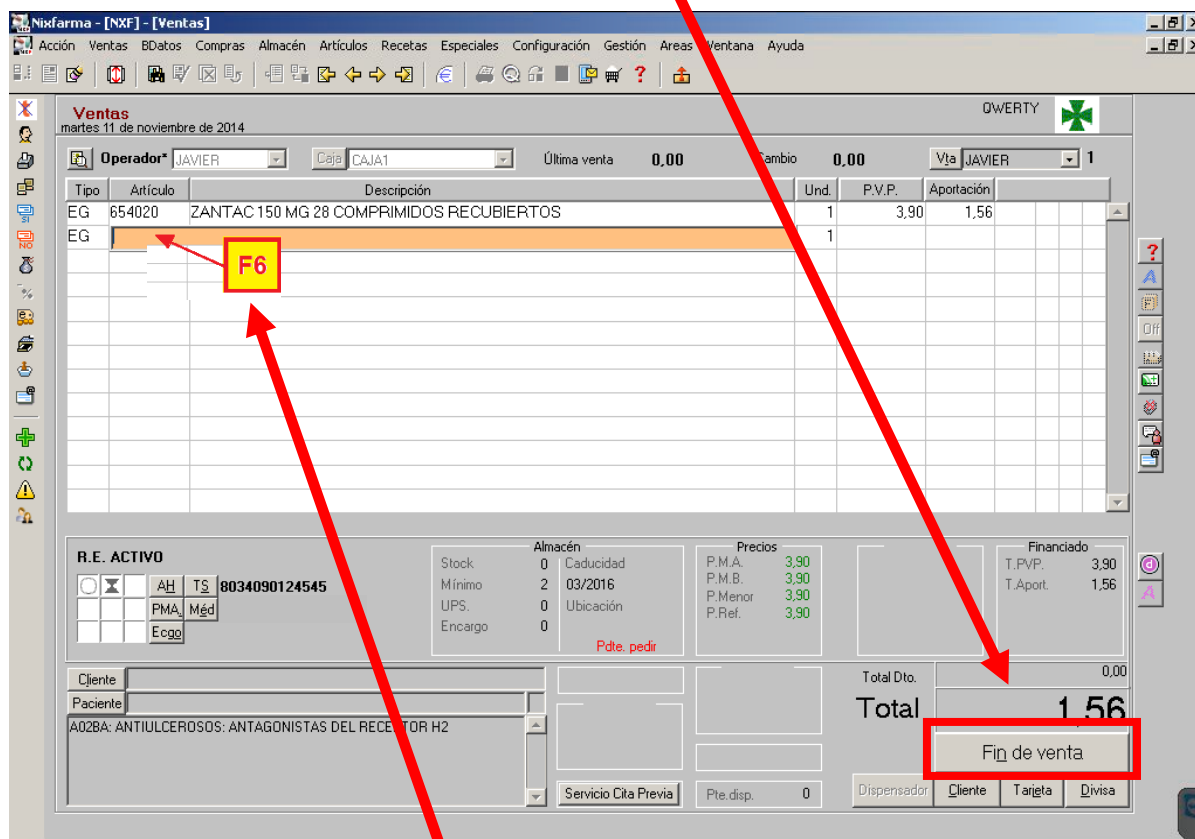 Nixfarma - [NXF] - [Ventas]
Acción Ventas BDatos Compras Almacén Artículos Recetas Especiales Configuración Gestión Areas Ventana Ayuda
Ventas
martes 11 de noviembre de 2014
QWERTY
Operador* JAVIER Caja CAJA1 Última venta 0,00 Cambio 0,00 Vta JAVIER 1
Tipo Artículo Descripción Und. P.V.P. Aportación
EG 654020 ZANTAC 150 MG 28 COMPRIMIDOS RECUBIERTOS 1 3,90 1,56
EG 1
F6
SI
NO
Off
R.E. ACTIVO
AH TS 8034090124545
PMA Méd
Ecgo
Almacén
Stock 0 Caducidad
Mínimo 2 03/2016
UPS. 0 Ubicación
Encargo 0
Pdte. pedir
Precios
P.M.A. 3,90
P.M.B. 3,90
P.Menor 3,90
P.Ref. 3,90
Financiado
T.PVP. 3,90
T.Aport. 1,56
Cliente
Paciente
A02BA: ANTIULCEROSOS: ANTAGONISTAS DEL RECEPTOR H2
Total Dto. 0,00
Total 1,56
Fin de venta
Servicio Cita Previa Pte.disp. 0 Dispensador Cliente Tarjeta Divisa